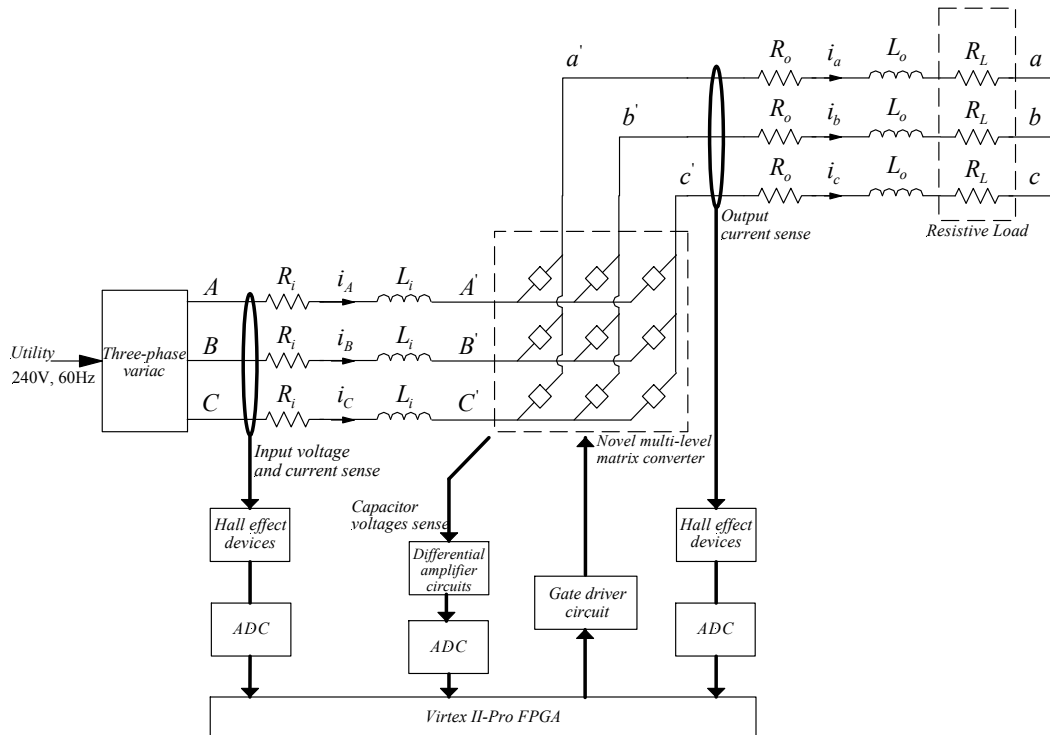 a'
R_o
i_a
L_o
R_L
a
b'
R_o
i_b
L_o
R_L
b
c'
R_o
i_c
L_o
R_L
c
Output
current sense
Resistive Load
Utility
240V, 60Hz
Three-phase
variac
A
R_i
i_A
L_i
A'
B
R_i
i_B
L_i
B'
C
R_i
i_C
L_i
C'
Novel multi-level
matrix converter
Input voltage
and current sense
Capacitor
voltages sense
Hall effect
devices
Differential
amplifier
circuits
Gate driver
circuit
Hall effect
devices
ADC
ADC
ADC
Virtex II-Pro FPGA